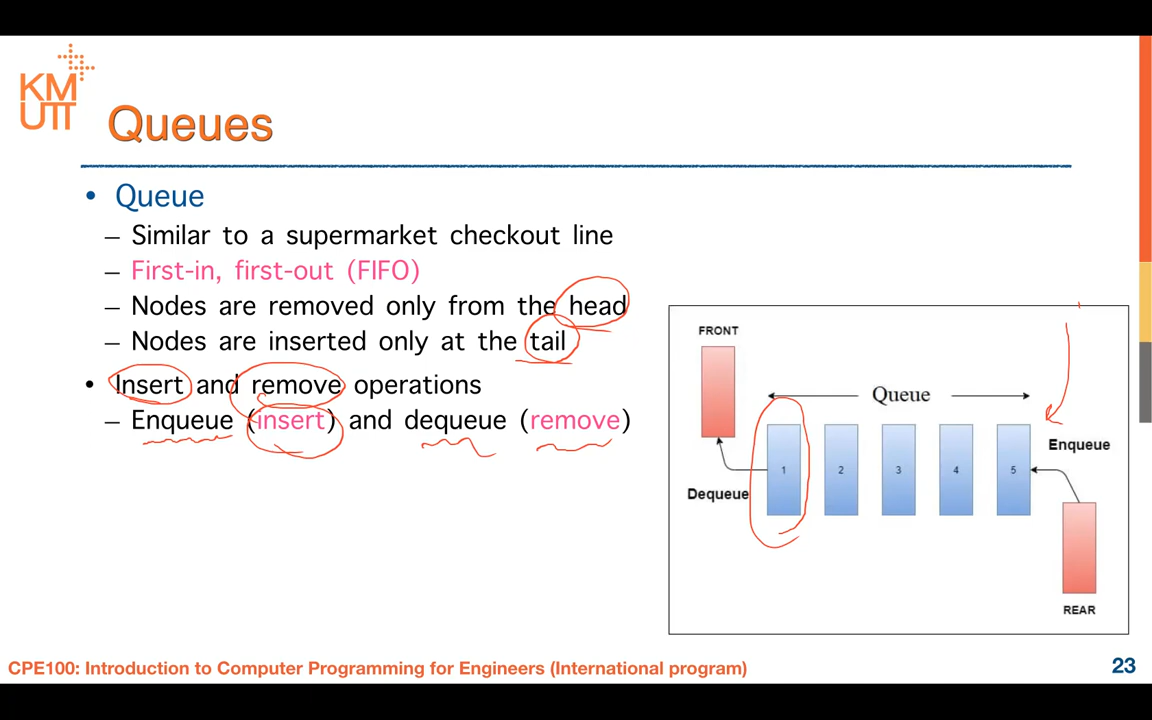 KM
UTT
Queues
• Queue
– Similar to a supermarket checkout line
– First-in, first-out (FIFO)
– Nodes are removed only from the head
– Nodes are inserted only at the tail
• Insert and remove operations
– Enqueue (insert) and dequeue (remove)
FRONT
Queue
Enqueue
1 2 3 4 5
Dequeue
REAR
CPE100: Introduction to Computer Programming for Engineers (International program)
23